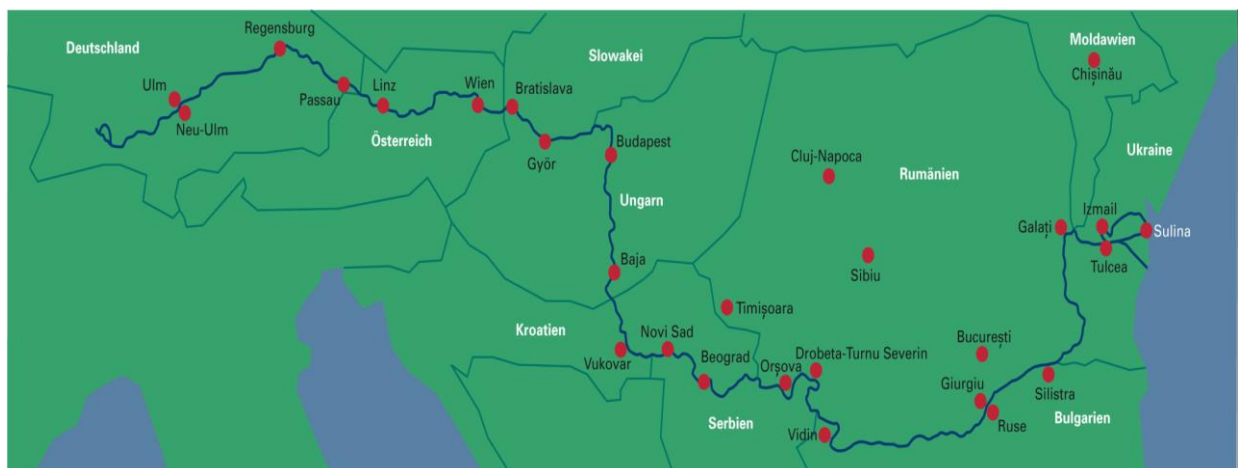 Deutschland
Regensburg
Ulm
Neu-Ulm
Passau
Linz
Österreich
Wien
Bratislava
Slowakei
Györ
Budapest
Ungarn
Baja
Kroatien
Vukovar
Novi Sad
Beograd
Serbien
Timișoara
Orșova
Drobeta-Turnu Severin
Vidin
Cluj-Napoca
Rumänien
Sibiu
București
Giurgiu
Ruse
Silistra
Bulgarien
Moldawien
Chișinău
Ukraine
Galați
Izmail
Tulcea
Sulina